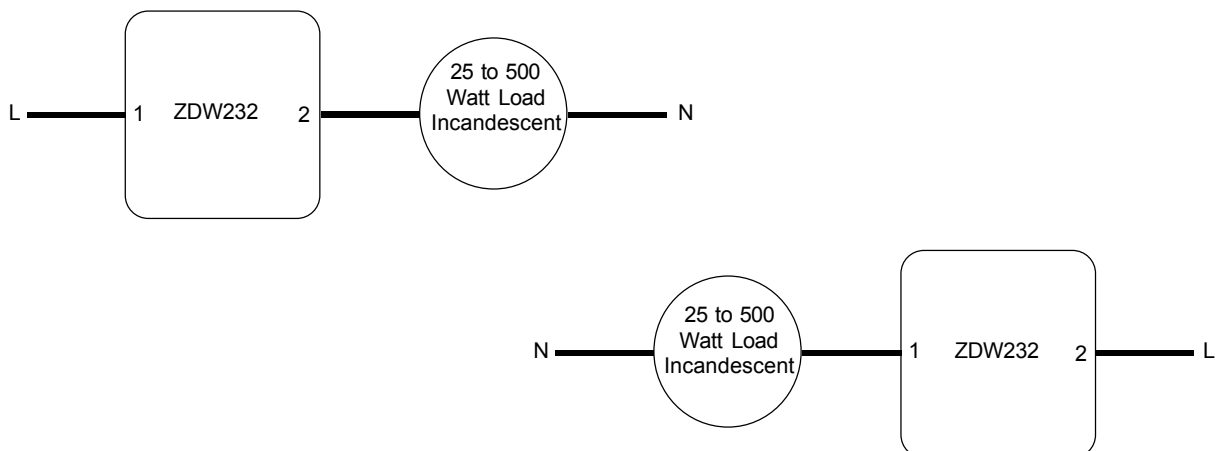 25 to 500
Watt Load
Incandescent
L 1 ZDW232 2 N
25 to 500
Watt Load
Incandescent
N 1 ZDW232 2 L